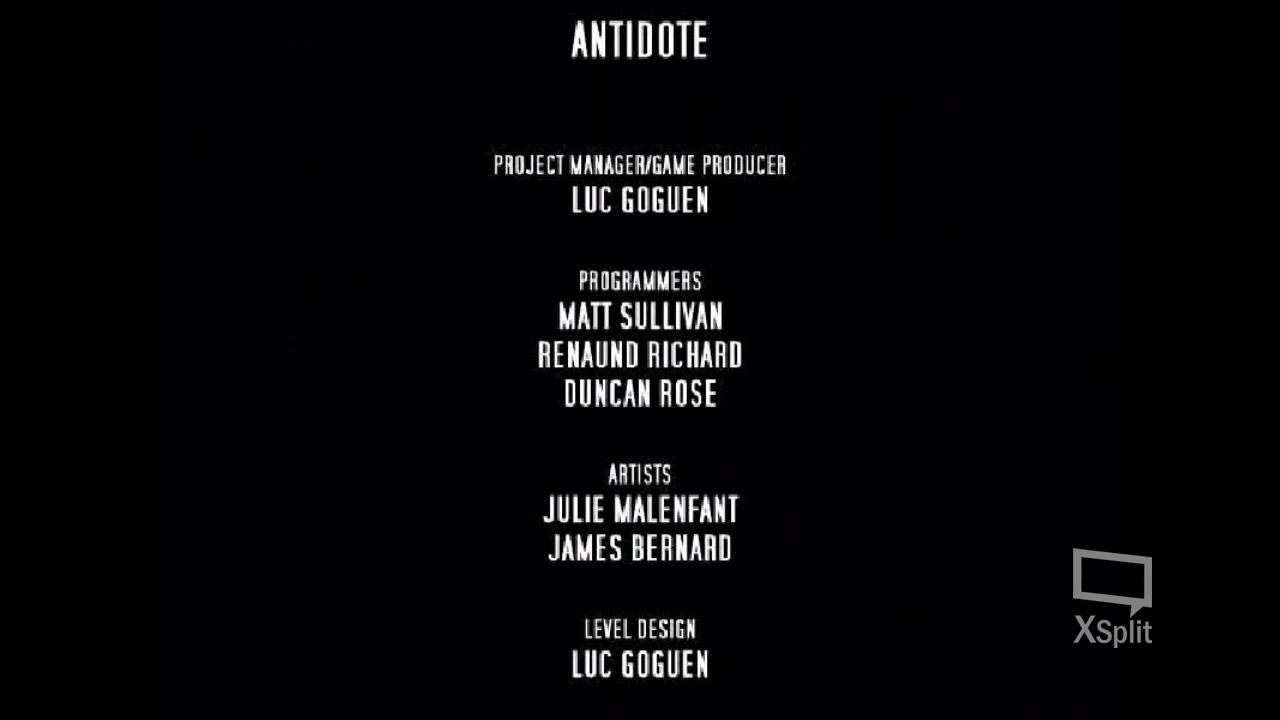 ANTIDOTE
PROJECT MANAGER/GAME PRODUCER
LUC GOGUEN
PROGRAMMERS
MATT SULLIVAN
RENAUND RICHARD
DUNCAN ROSE
ARTISTS
JULIE MALENFANT
JAMES BERNARD
LEVEL DESIGN
LUC GOGUEN
XSplit